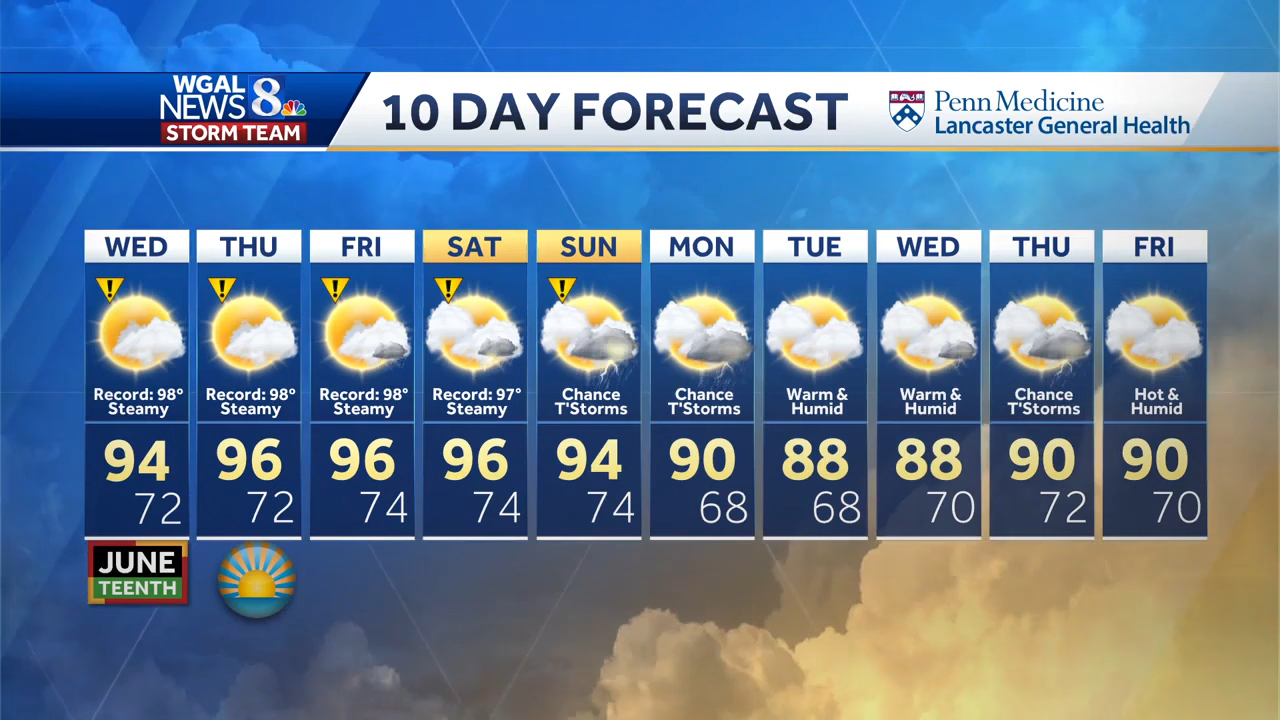 WGAL
NEWS 8
STORM TEAM
10 DAY FORECAST
Penn Medicine
Lancaster General Health
WED THU FRI SAT SUN MON TUE WED THU FRI
! ! ! ! !
Record: 98° Record: 98° Record: 98° Record: 97° Chance Chance Warm & Warm & Chance Hot &
Steamy Steamy Steamy Steamy T'Storms T'Storms Humid Humid T'Storms Humid
94 96 96 96 94 90 88 88 90 90
72 72 74 74 74 68 68 70 72 70
JUNE
TEENTH